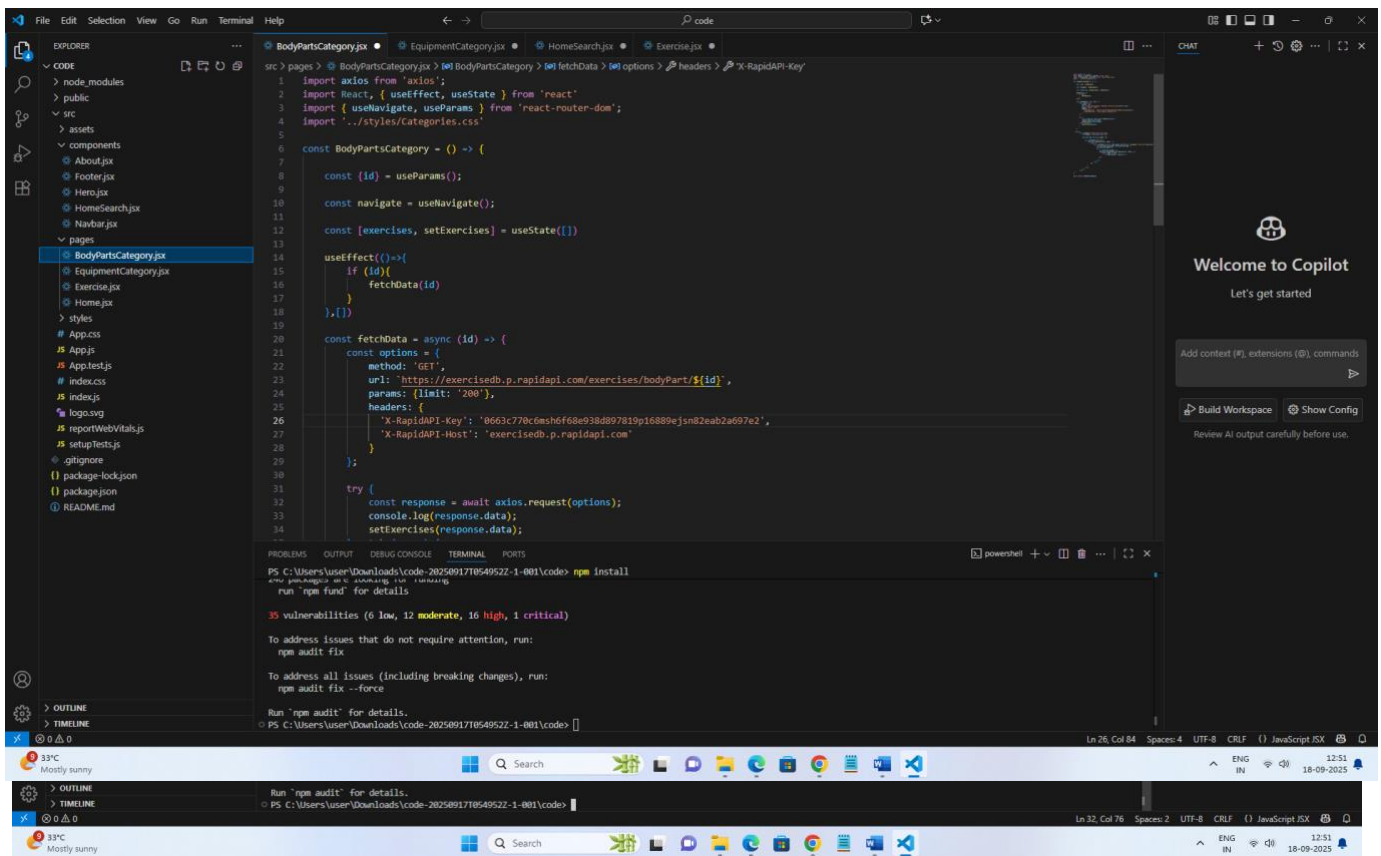 File Edit Selection View Go Run Terminal Help
code
EXPLORER
CODE
node_modules
public
src
assets
components
About.jsx
Footer.jsx
Hero.jsx
HomeSearch.jsx
Navbar.jsx
pages
BodyPartsCategory.jsx
EquipmentCategory.jsx
Exercise.jsx
Home.jsx
styles
# App.css
JS App.js
JS App.test.js
# index.css
JS index.js
logo.svg
JS reportWebVitals.js
JS setupTests.js
.gitignore
{} package-lock.json
{} package.json
README.md
OUTLINE
TIMELINE
BodyPartsCategory.jsx EquipmentCategory.jsx HomeSearch.jsx Exercise.jsx
src > pages > BodyPartsCategory.jsx > BodyPartsCategory > fetchData > options > headers > 'X-RapidAPI-Key'
1 import axios from 'axios';
2 import React, { useEffect, useState } from 'react'
3 import { useNavigate, useParams } from 'react-router-dom';
4 import '../styles/Categories.css'
5
6 const BodyPartsCategory = () => {
7
8 const {id} = useParams();
9
10 const navigate = useNavigate();
11
12 const [exercises, setExercises] = useState([])
13
14 useEffect(()=>{
15 if (id){
16 fetchData(id)
17 }
18 },[])
19
20 const fetchData = async (id) => {
21 const options = {
22 method: 'GET',
23 url: `https://exercisedb.p.rapidapi.com/exercises/bodyPart/${id}`,
24 params: {limit: '200'},
25 headers: {
26 'X-RapidAPI-Key': '0663c770c6msh6f68e938d897819p16889ejsn82eab2a697e2',
27 'X-RapidAPI-Host': 'exercisedb.p.rapidapi.com'
28 }
29 };
30
31 try {
32 const response = await axios.request(options);
33 console.log(response.data);
34 setExercises(response.data);
PROBLEMS OUTPUT DEBUG CONSOLE TERMINAL PORTS
powershell
PS C:\Users\user\Downloads\code-20250917T054952Z-1-001\code> npm install
240 packages are looking for funding
run `npm fund` for details
35 vulnerabilities (6 low, 12 moderate, 16 high, 1 critical)
To address issues that do not require attention, run:
npm audit fix
To address all issues (including breaking changes), run:
npm audit fix --force
Run `npm audit` for details.
PS C:\Users\user\Downloads\code-20250917T054952Z-1-001\code>
CHAT
Welcome to Copilot
Let's get started
Add context (#), extensions (@), commands
Build Workspace Show Config
Review AI output carefully before use.
0 0 Ln 26, Col 84 Spaces: 4 UTF-8 CRLF {} JavaScript JSX
9
33°C
Mostly sunny
Search
ENG
IN
12:51
18-09-2025
OUTLINE
TIMELINE
Run `npm audit` for details.
PS C:\Users\user\Downloads\code-20250917T054952Z-1-001\code>
0 0 Ln 32, Col 76 Spaces: 2 UTF-8 CRLF {} JavaScript JSX
9
33°C
Mostly sunny
Search
ENG
IN
12:51
18-09-2025